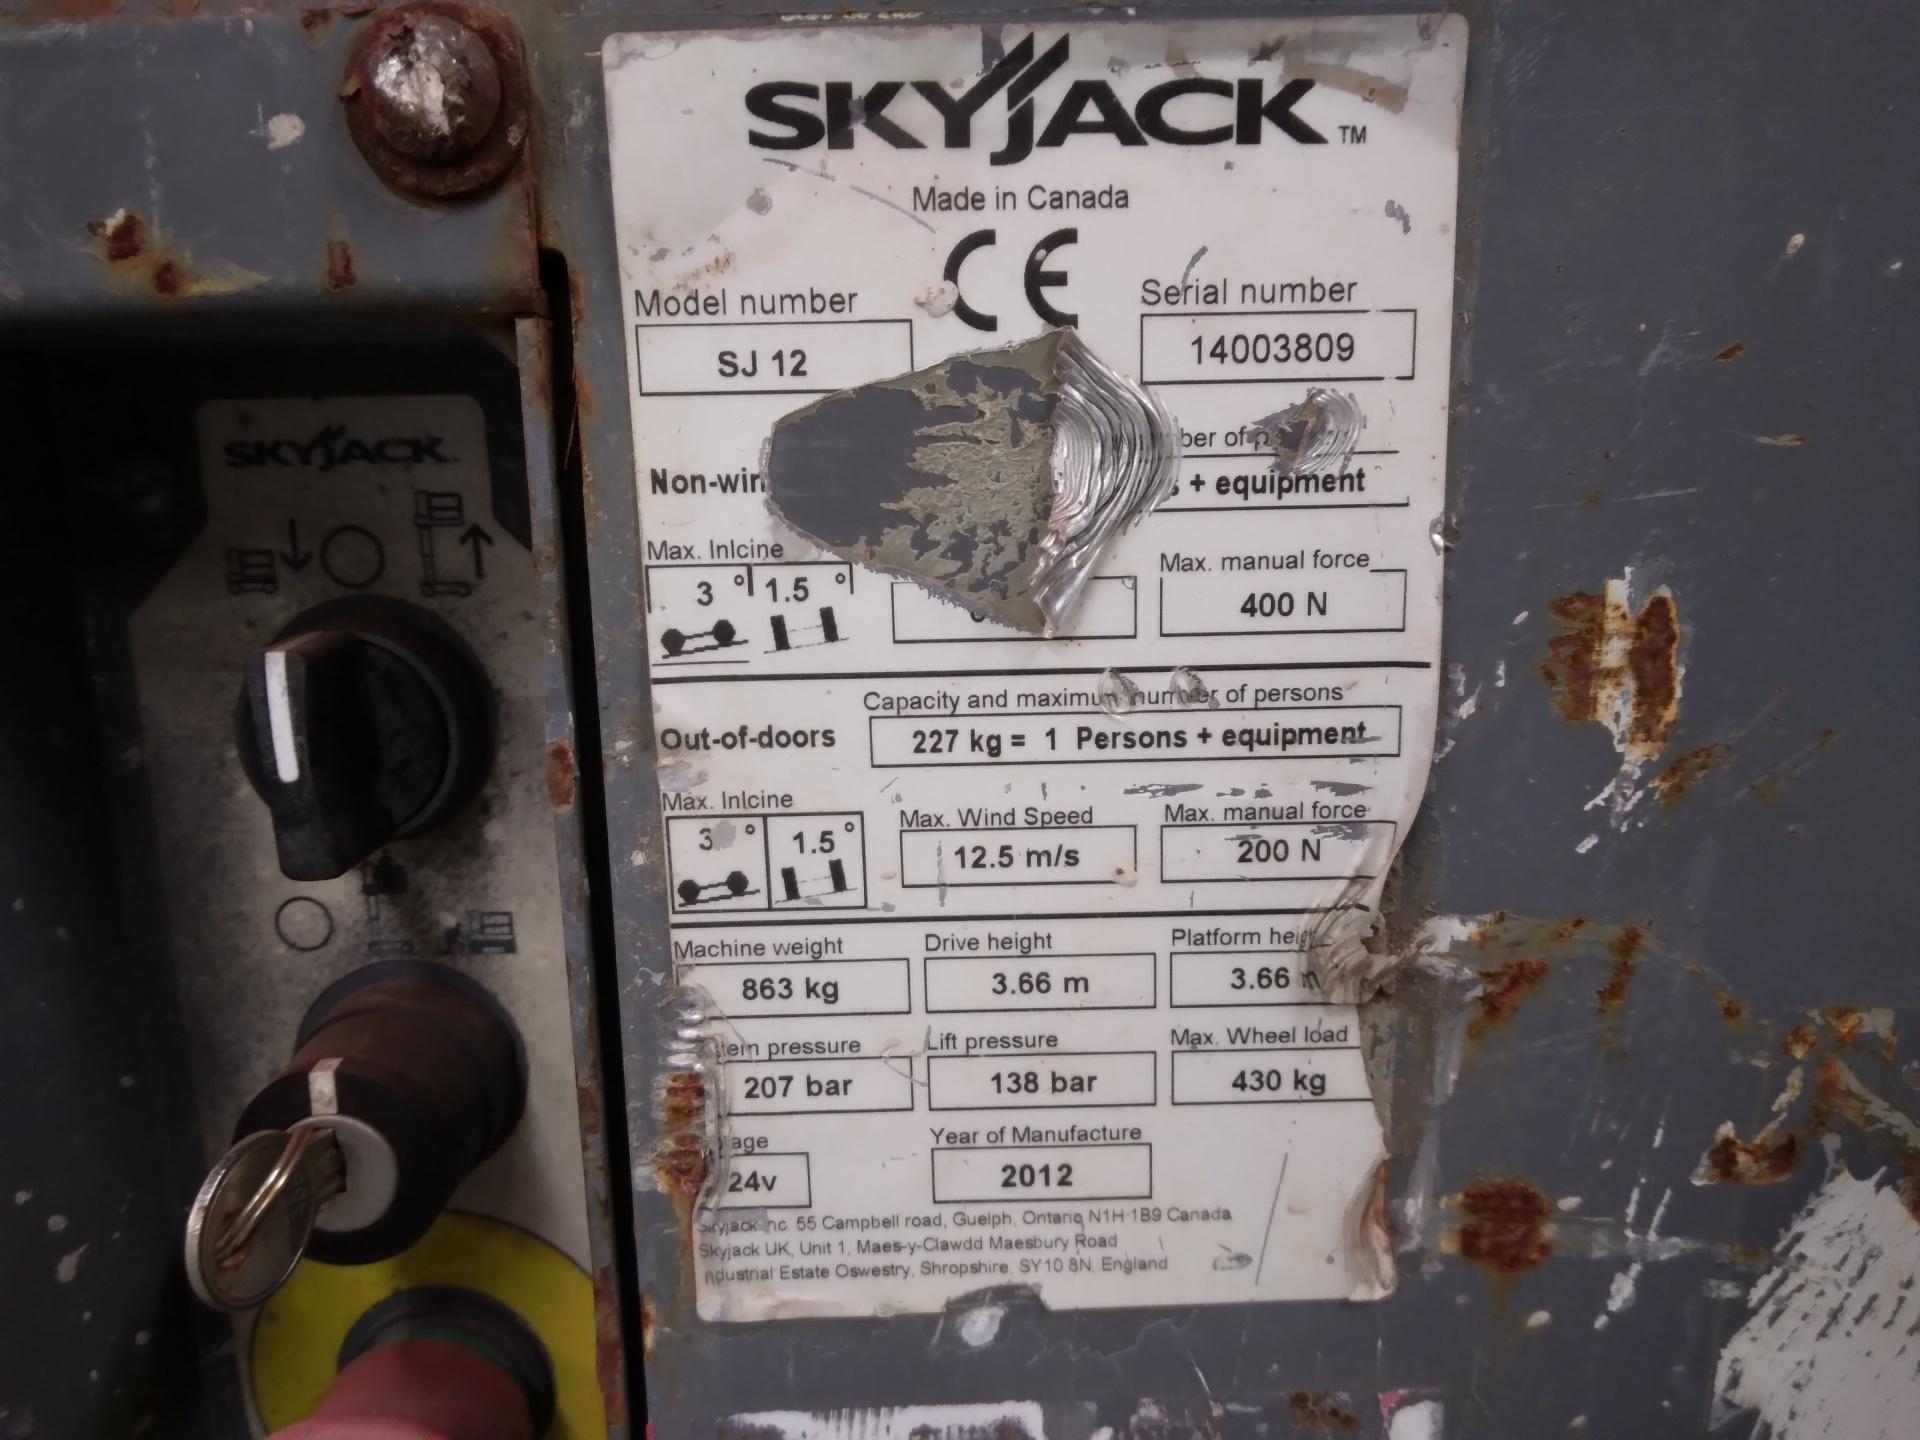 SKYJACK TM
Made in Canada
CE
Model number
Serial number
SJ 12
14003809
SKYJACK
+ equipment
Max. Inlcine
Max. manual force
3 ° 1.5 °
400 N
Capacity and maximum number of persons
Out-of-doors
227 kg = 1 Persons + equipment
Max. Inlcine
Max. Wind Speed
Max. manual force
3 ° 1.5 °
12.5 m/s
200 N
Machine weight
Drive height
Platform
863 kg
3.66 m
3.66 m
pressure
Lift pressure
Max. Wheel load
207 bar
138 bar
430 kg
Year of Manufacture
24v
2012
Skyjack Inc 55 Campbell road, Guelph, Ontario N1H 1B9 Canada
Skyjack UK, Unit 1, Maes-y-Clawdd Maesbury Road
Industrial Estate Oswestry, Shropshire, SY10 8N England